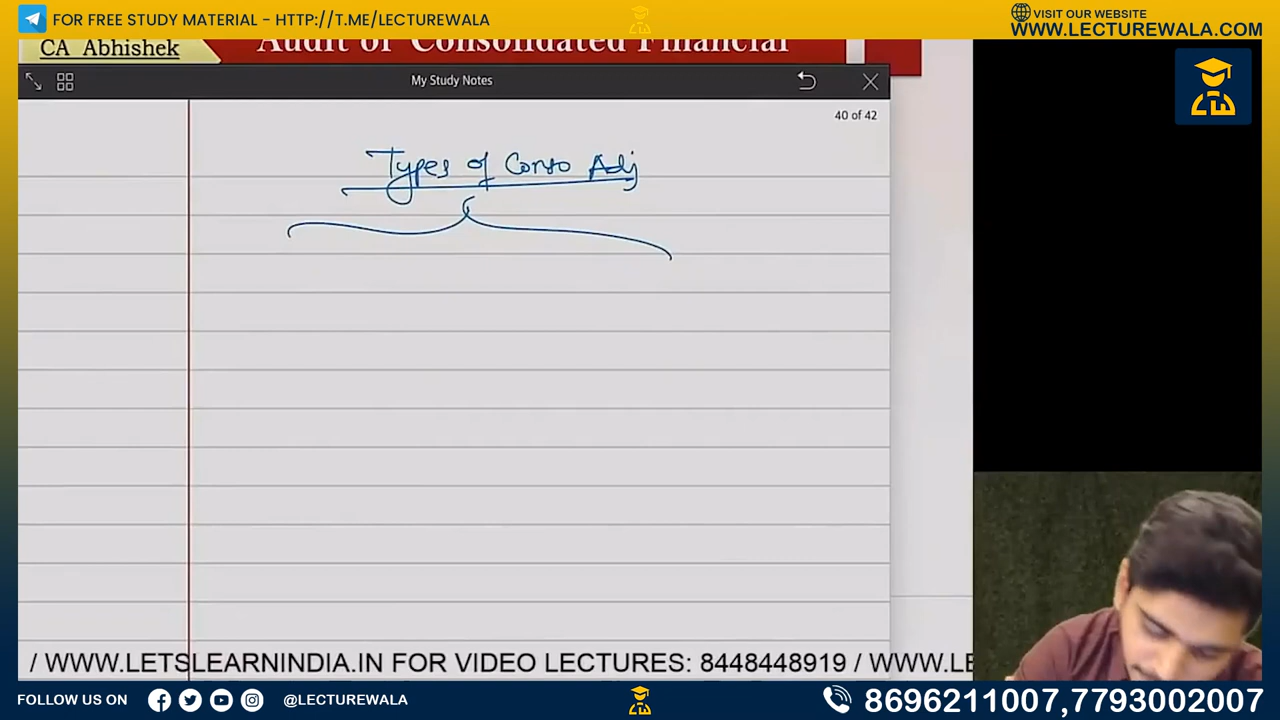 FOR FREE STUDY MATERIAL - HTTP://T.ME/LECTUREWALA
VISIT OUR WEBSITE
WWW.LECTUREWALA.COM
CA Abhishek
Audit of Consolidated Financial
My Study Notes
40 of 42
Types of Conso Adj
/ WWW.LETSLEARNINDIA.IN FOR VIDEO LECTURES: 8448448919 / WWW.LE
FOLLOW US ON
@LECTUREWALA
8696211007,7793002007